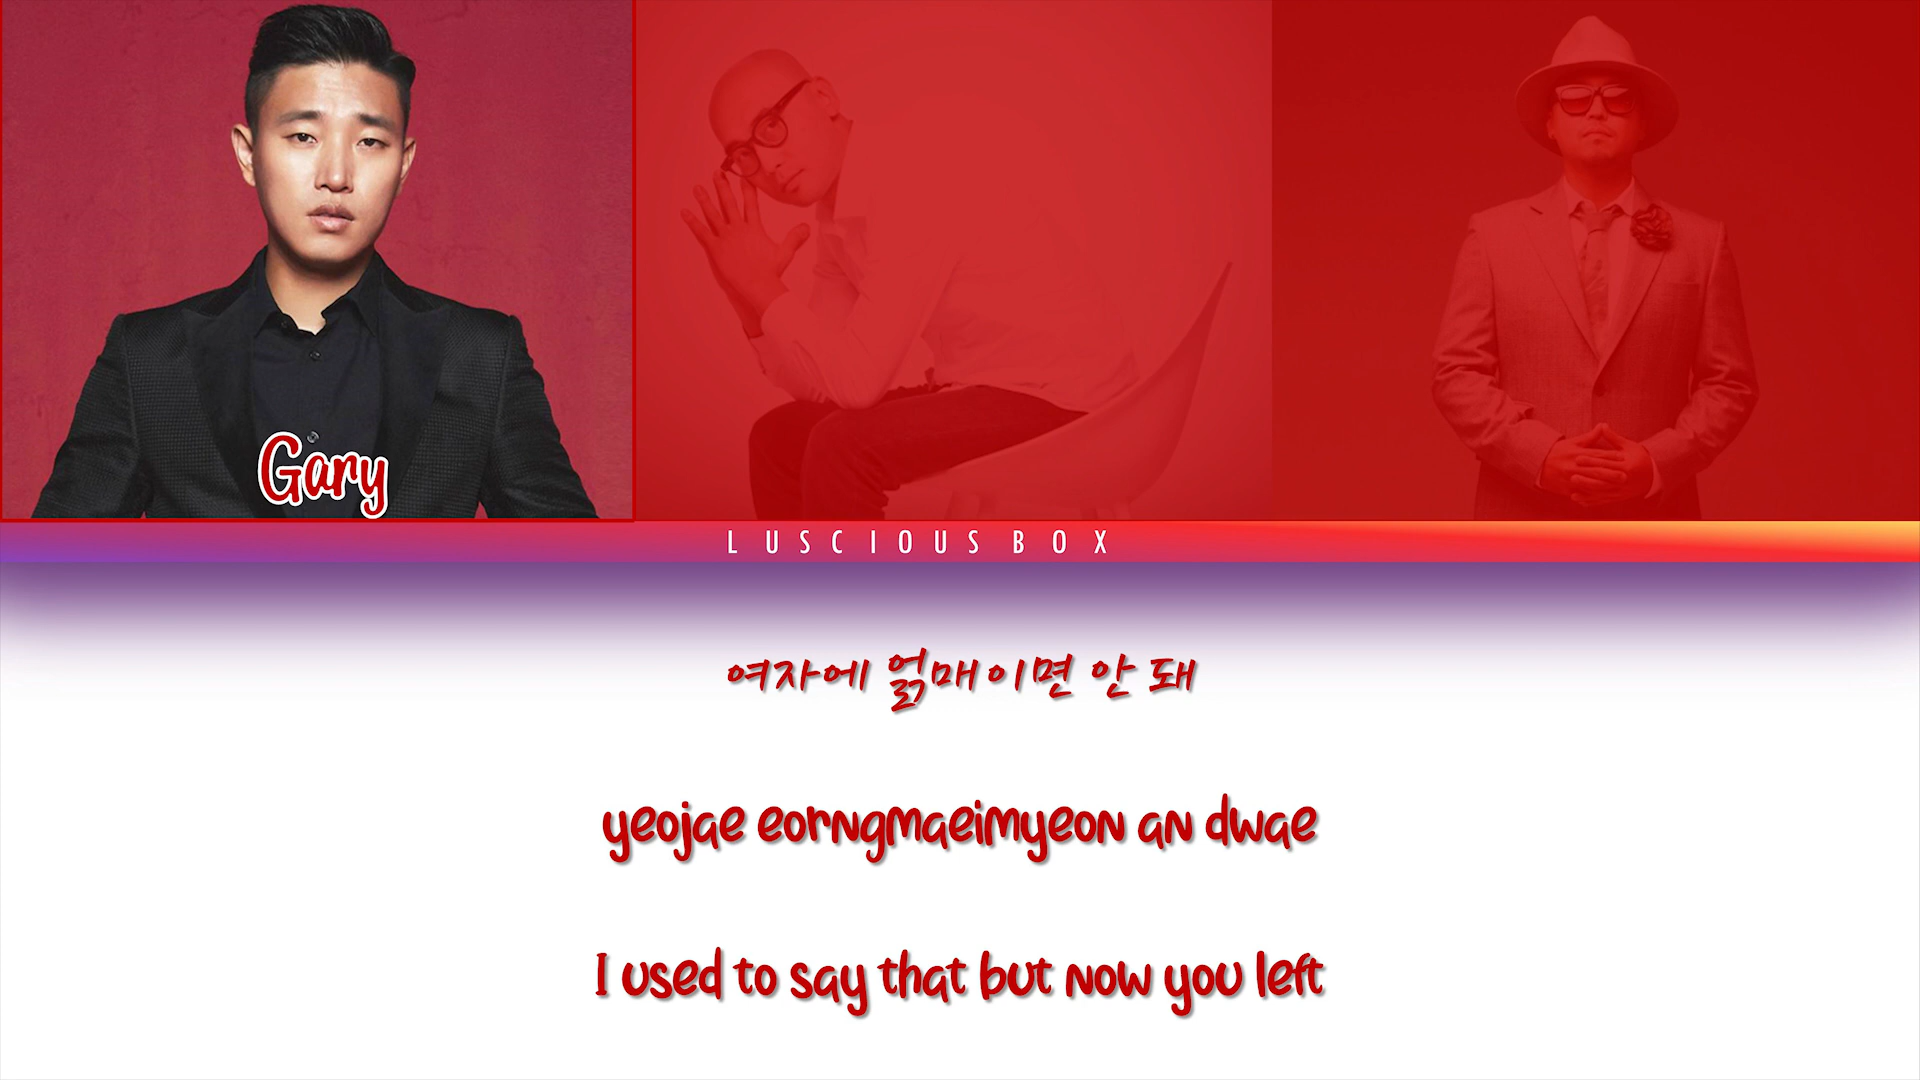 Gary
LUSCIOUS BOX
여자에 얽매이면 안 돼
yeojae eorngmaeimyeon an dwae
I used to say that but now you left